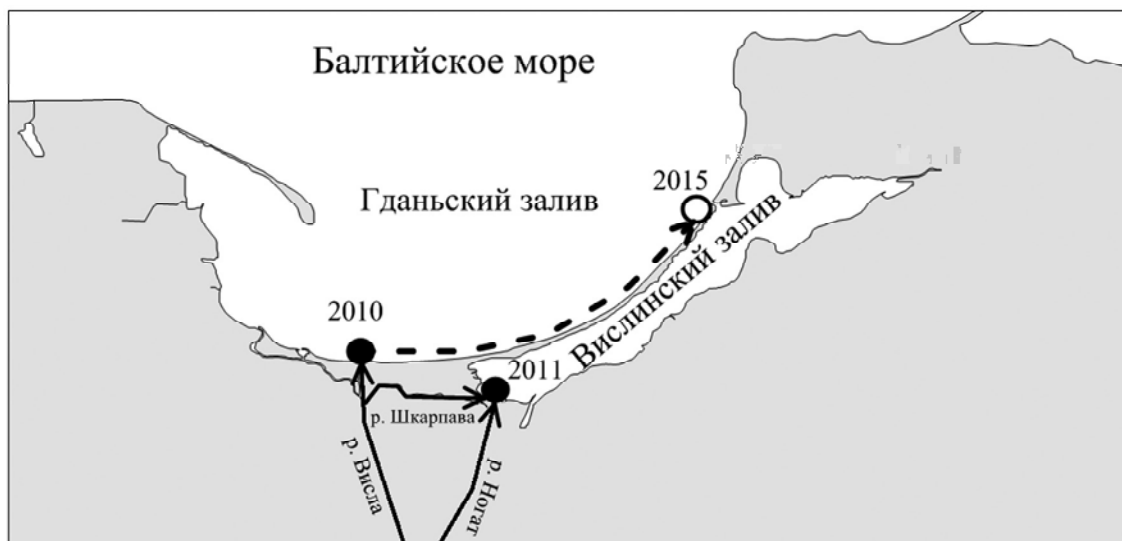 Балтийское море
2015
Гданьский залив
Вислинский залив
2010
2011
р. Шкарпава
р. Висла
р. Ногат